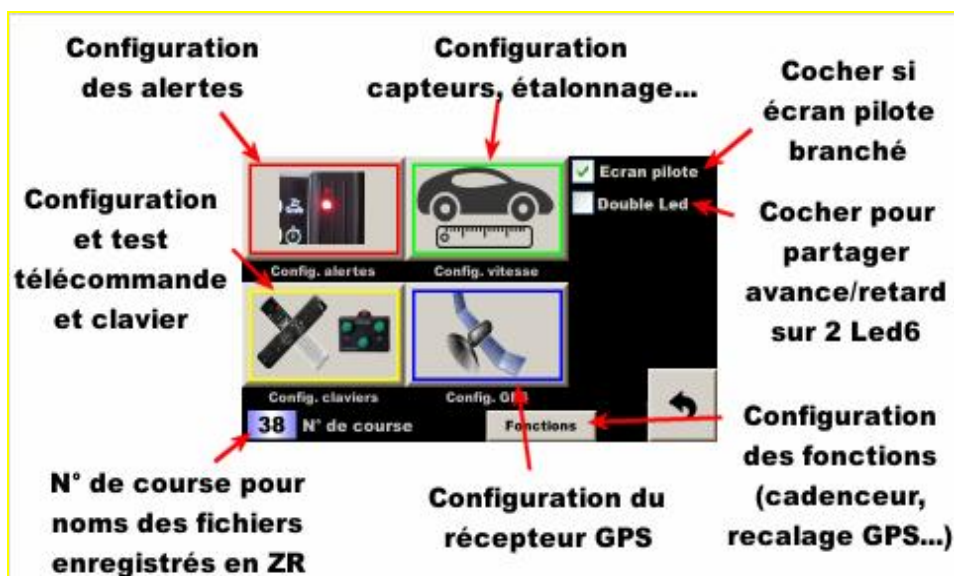 Configuration
des alertes
Configuration
capteurs, étalonnage...
Cocher si
écran pilote
branché
Configuration
et test
télécommande
et clavier
Ecran pilote
Double Led
Cocher pour
partager
avance/retard
sur 2 Led6
Config. alertes
Config. vitesse
Config. claviers
Config. GPS
38 N° de course
Fonctions
N° de course pour
noms des fichiers
enregistrés en ZR
Configuration du
récepteur GPS
Configuration
des fonctions
(cadenceur,
recalage GPS...)